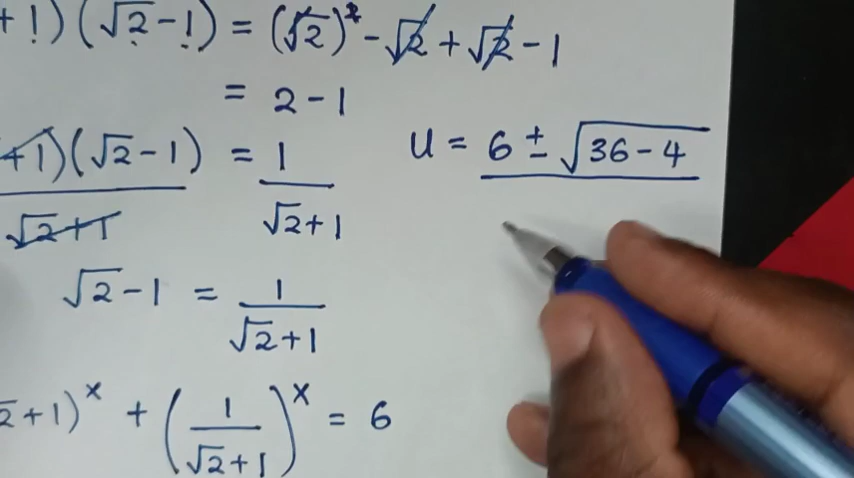 +1)(√2-1) = (√2)² - √2 + √2 - 1
= 2-1
+1)(√2-1) = 1
√2+1 √2+1
√2-1 = 1
√2+1
2+1)^x + (1/(√2+1))^x = 6
U = 6 ± √36-4